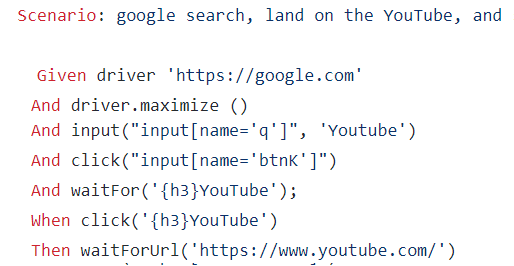 Scenario: google search, land on the YouTube, and
Given driver 'https://google.com'
And driver.maximize ()
And input("input[name='q']", 'Youtube')
And click("input[name='btnK']")
And waitFor('{h3}YouTube');
When click('{h3}YouTube')
Then waitForUrl('https://www.youtube.com/')